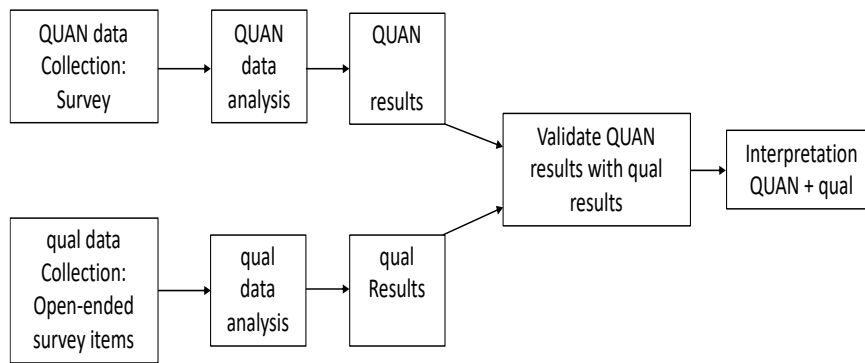 QUAN data
Collection:
Survey
QUAN
data
analysis
QUAN
results
Validate QUAN
results with qual
results
Interpretation
QUAN + qual
qual data
Collection:
Open-ended
survey items
qual
data
analysis
qual
Results